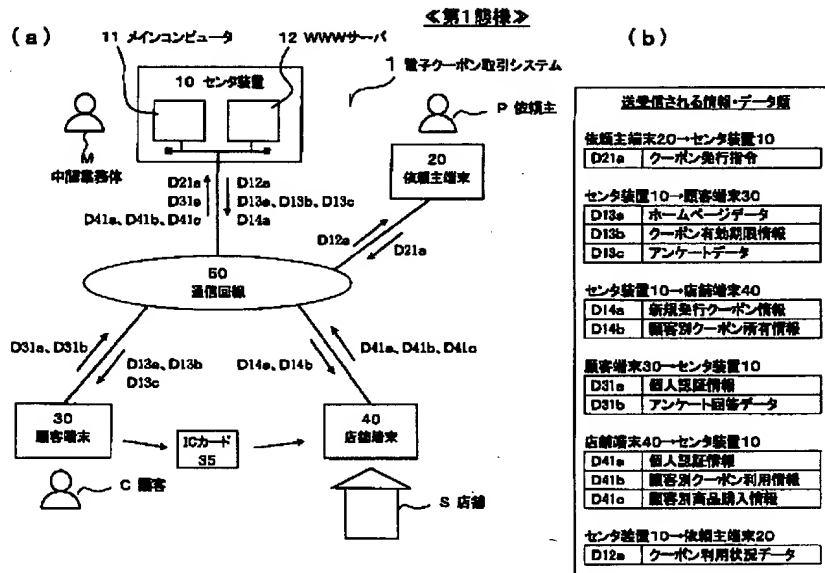 ≪第1態様≫
(a)
11 メインコンピュータ
12 WWWサーバ
10 センタ装置
1 電子クーポン取引システム
M
中間業務体
P 依頼主
20
依頼主端末
D21a
D31a
D41a、D41b、D41c
D12a
D13a、D13b、D13c
D14a
D12a
D21a
50
通信回線
D31a、D31b
D13a、D13b
D13c
D14a、D14b
D41a、D41b、D41c
30
顧客端末
ICカード
35
40
店舗端末
C 顧客
S 店舗
(b)
送受信される情報・データ類
依頼主端末20→センタ装置10
D21a クーポン発行指令
センタ装置10→顧客端末30
D13a ホームページデータ
D13b クーポン有効期限情報
D13c アンケートデータ
センタ装置10→店舗端末40
D14a 新規発行クーポン情報
D14b 顧客別クーポン所有情報
顧客端末30→センタ装置10
D31a 個人認証情報
D31b アンケート回答データ
店舗端末40→センタ装置10
D41a 個人認証情報
D41b 顧客別クーポン利用情報
D41c 顧客別商品購入情報
センタ装置10→依頼主端末20
D12a クーポン利用状況データ